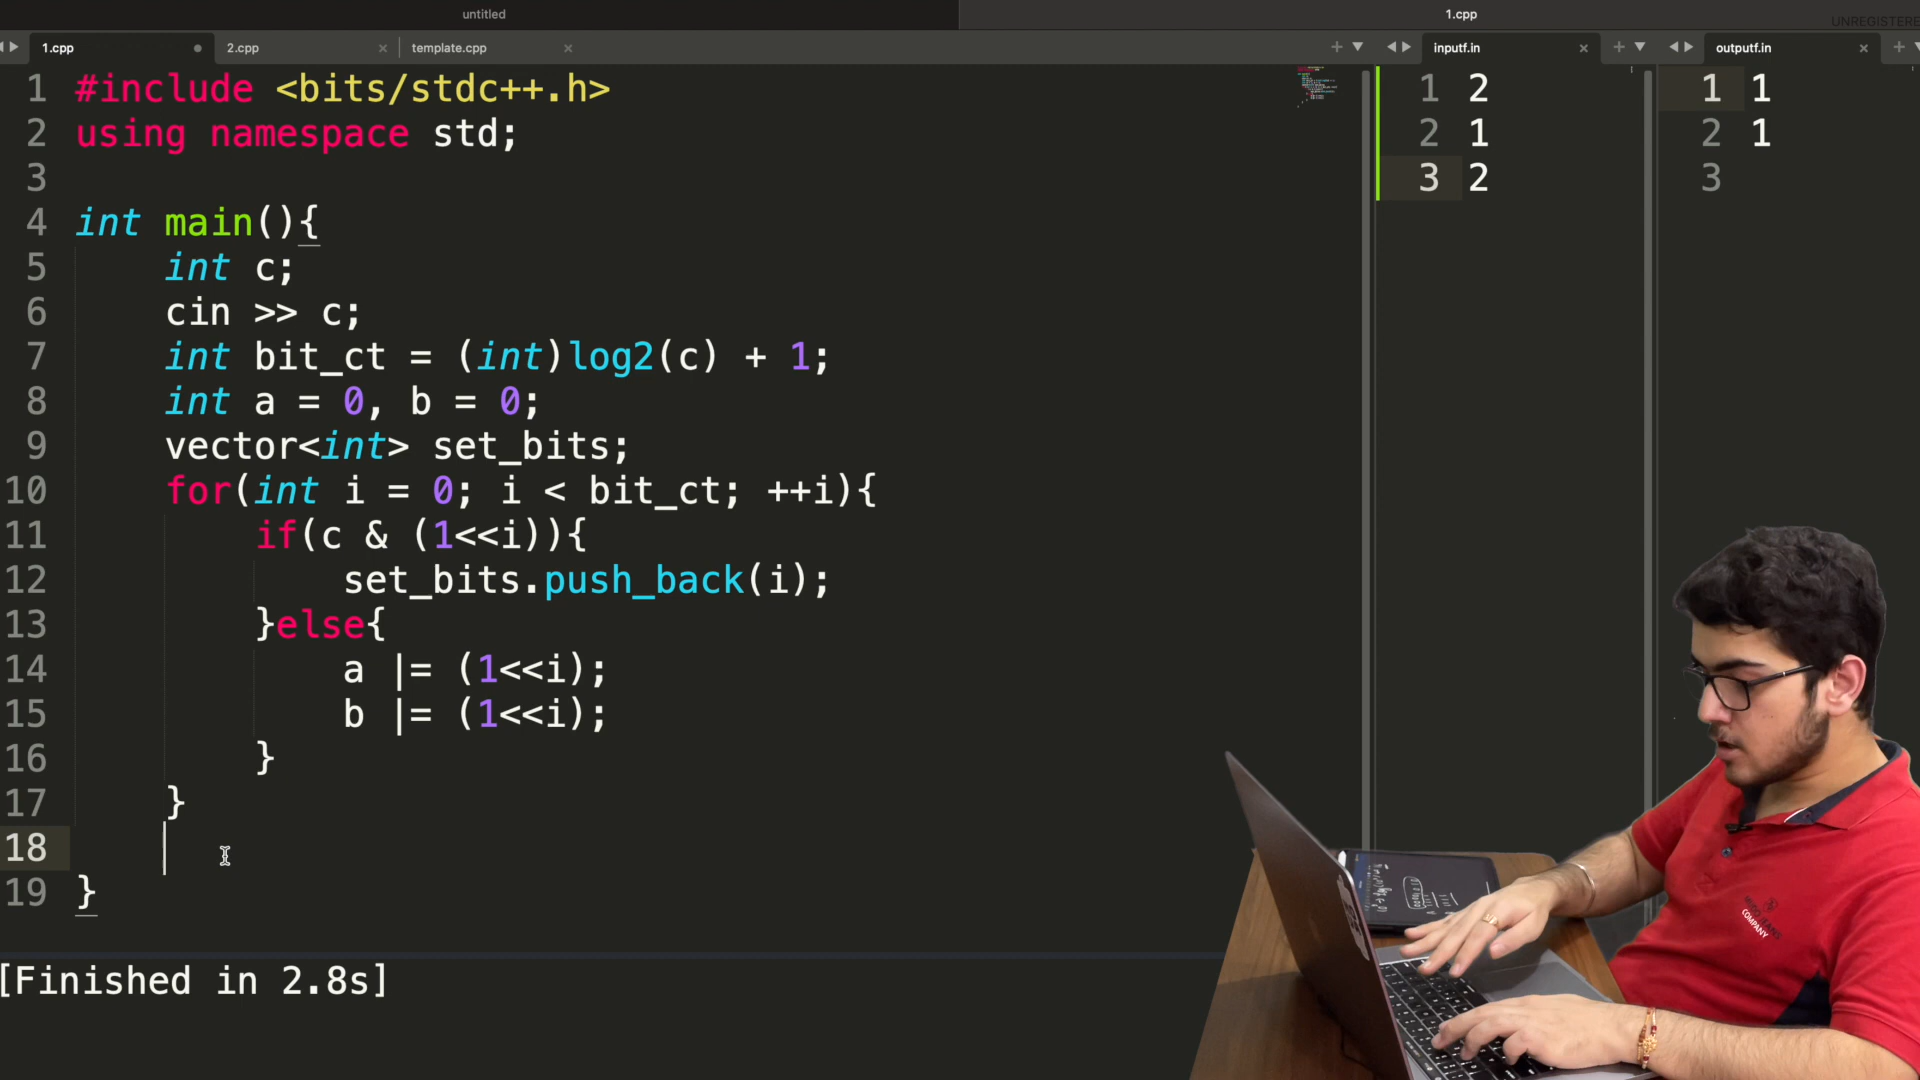 untitled
1.cpp
UNREGISTERE
1.cpp
2.cpp
template.cpp
inputf.in
outputf.in
1 #include <bits/stdc++.h>
2 using namespace std;
3
4 int main(){
5 int c;
6 cin >> c;
7 int bit_ct = (int)log2(c) + 1;
8 int a = 0, b = 0;
9 vector<int> set_bits;
10 for(int i = 0; i < bit_ct; ++i){
11 if(c & (1<<i)){
12 set_bits.push_back(i);
13 }else{
14 a |= (1<<i);
15 b |= (1<<i);
16 }
17 }
18
19 }
[Finished in 2.8s]
1 2
2 1
3 2
1 1
2 1
3
COMPANY